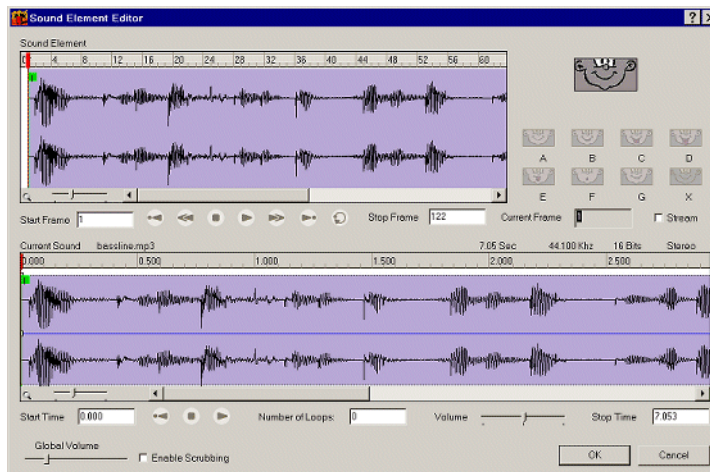 Sound Element Editor
Sound Element
4 8 12 16 20 24 28 32 36 40 44 48 52 56 60
A B C D
E F G X
Start Frame 1 Stop Frame 122 Current Frame Stream
Current Sound bassline.mp3 7.05 Sec 44.100 Khz 16 Bits Stereo
0.000 0.500 1.000 1.500 2.000 2.500
Start Time 0.000 Number of Loops: 0 Volume Stop Time 7.053
Global Volume
Enable Scrubbing OK Cancel